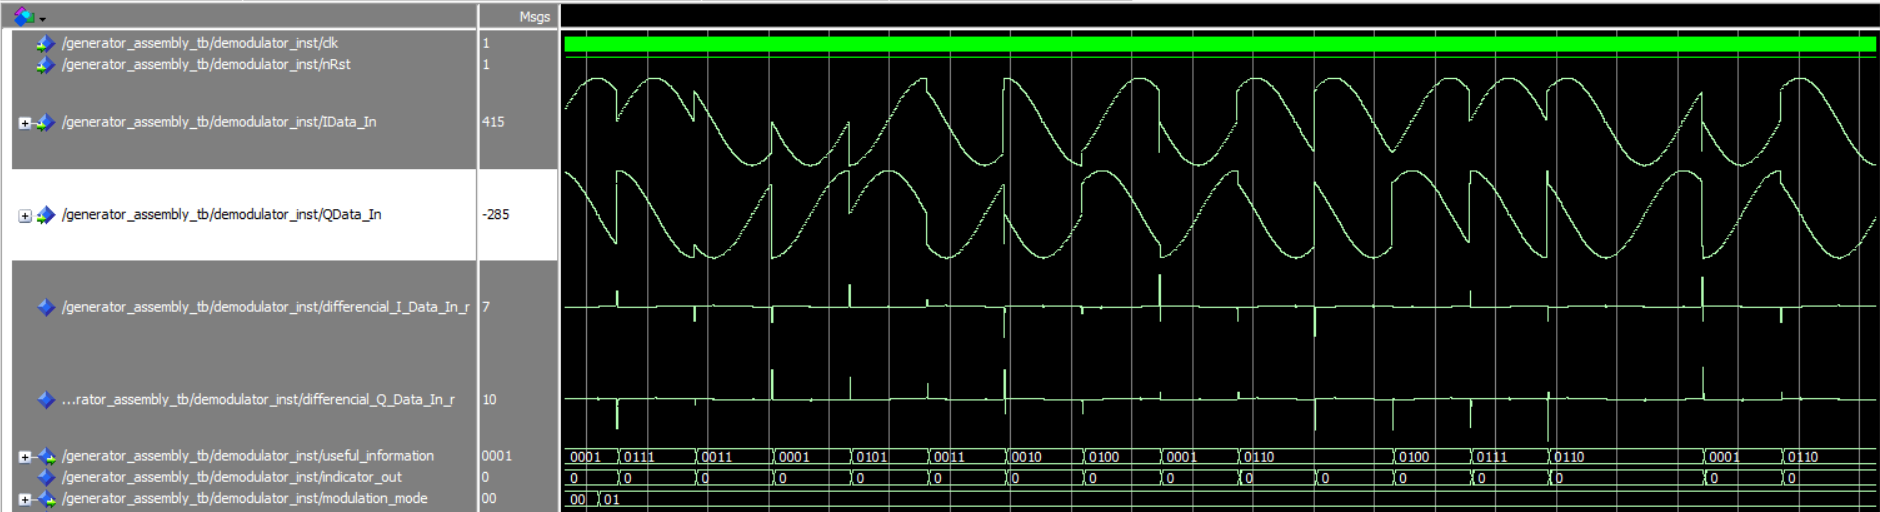 Msgs
/generator_assembly_tb/demodulator_inst/clk 1
/generator_assembly_tb/demodulator_inst/nRst 1
/generator_assembly_tb/demodulator_inst/IData_In 415
/generator_assembly_tb/demodulator_inst/QData_In -285
/generator_assembly_tb/demodulator_inst/differential_I_Data_In_r 7
...rator_assembly_tb/demodulator_inst/differential_Q_Data_In_r 10
/generator_assembly_tb/demodulator_inst/useful_information 0001 0001 0111 0011 0001 0101 0011 0010 0100 0001 0110 0100 0111 0110 0001 0110
/generator_assembly_tb/demodulator_inst/indicator_out 0 0 0 0 0 0 0 0 0 0 0 0 0 0 0 0 0
/generator_assembly_tb/demodulator_inst/modulation_mode 00 00 01